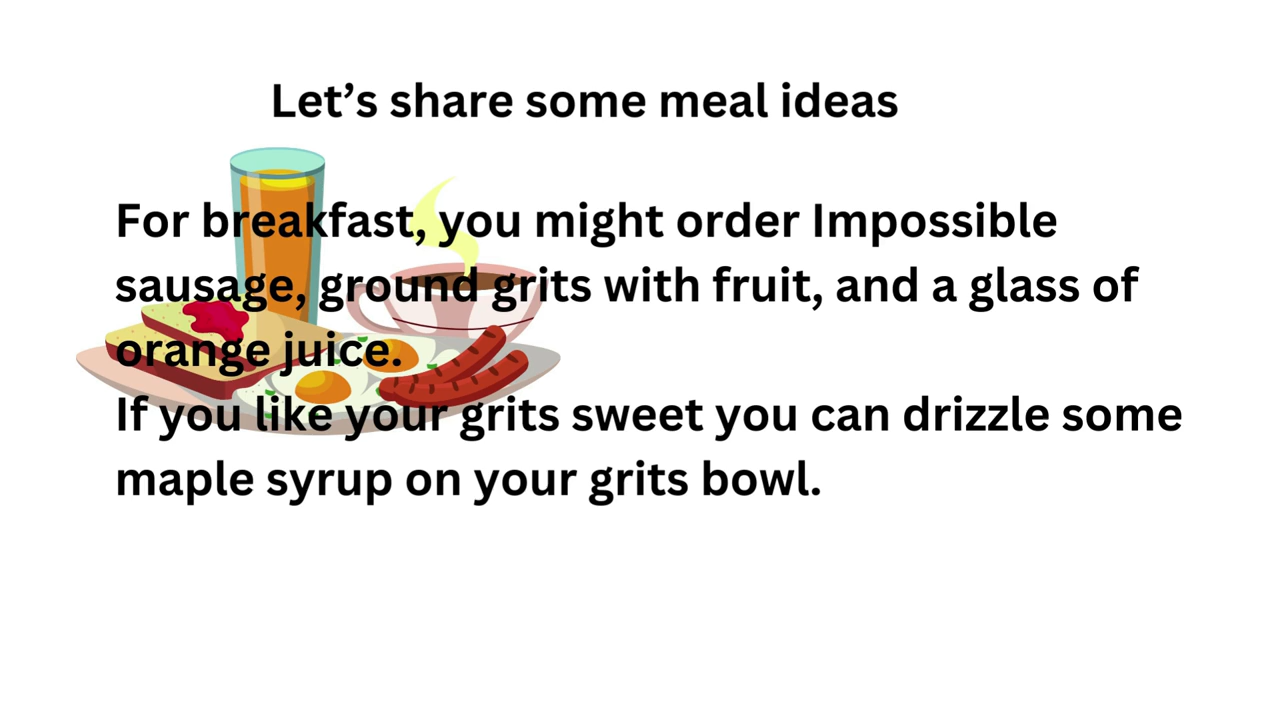 Let’s share some meal ideas
For breakfast, you might order Impossible
sausage, ground grits with fruit, and a glass of
orange juice.
If you like your grits sweet you can drizzle some
maple syrup on your grits bowl.